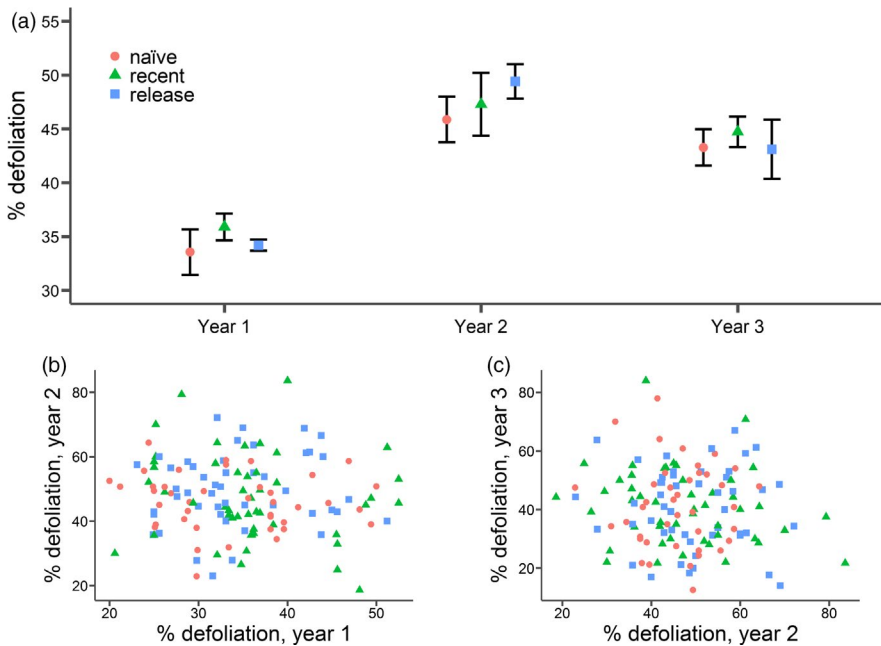 (a)
% defoliation
55
50
45
40
35
30
naïve
recent
release
Year 1
Year 2
Year 3
(b)
% defoliation, year 2
80
60
40
20
20
30
40
50
% defoliation, year 1
(c)
% defoliation, year 3
80
60
40
20
20
40
60
80
% defoliation, year 2